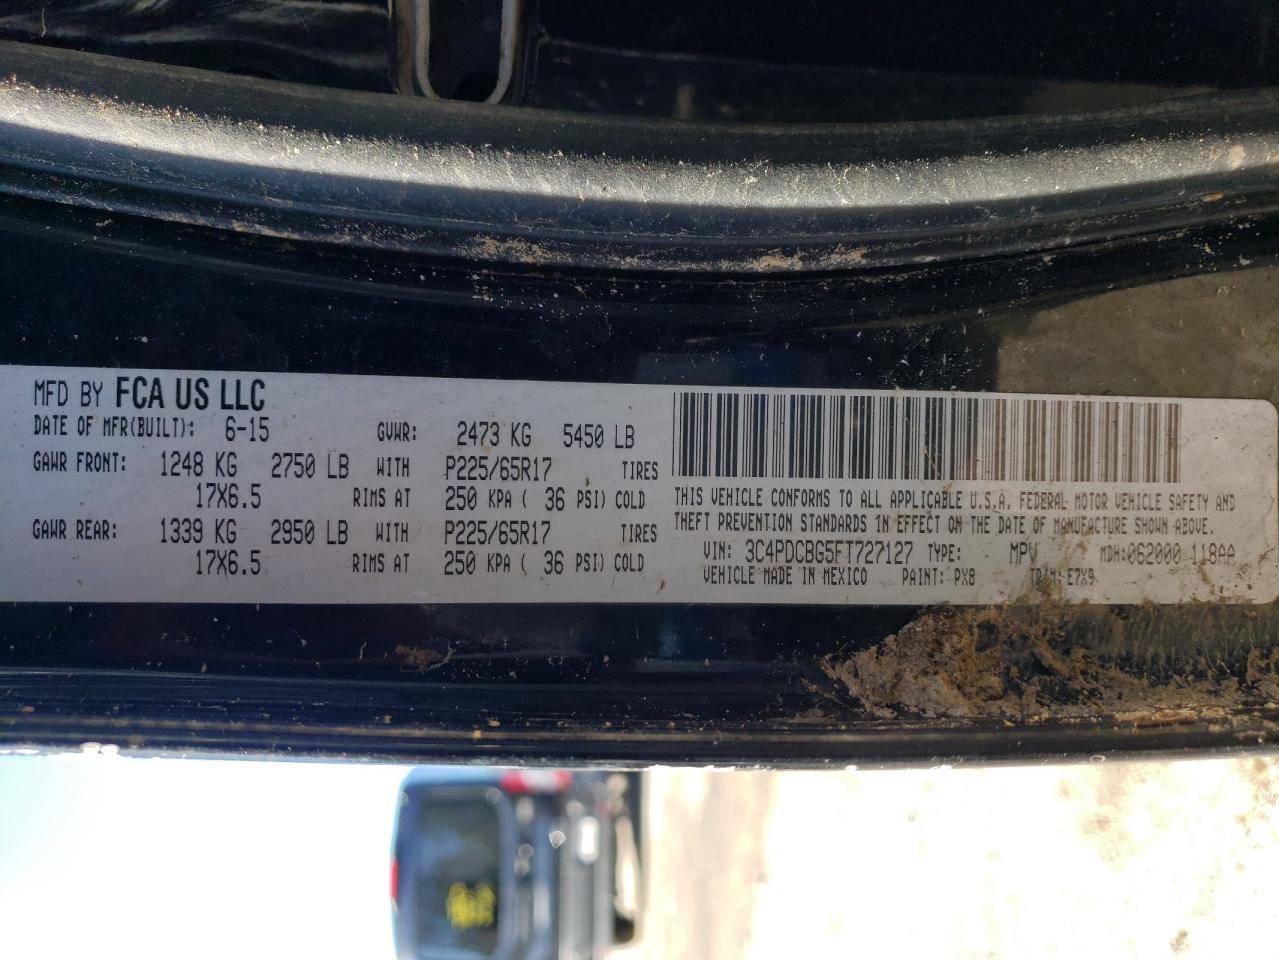 MFD BY FCA US LLC
DATE OF MFR(BUILT): 6-15 GVWR: 2473 KG 5450 LB
GAWR FRONT: 1248 KG 2750 LB WITH P225/65R17 TIRES
17X6.5 RIMS AT 250 KPA ( 36 PSI) COLD
GAWR REAR: 1339 KG 2950 LB WITH P225/65R17 TIRES
17X6.5 RIMS AT 250 KPA ( 36 PSI) COLD
THIS VEHICLE CONFORMS TO ALL APPLICABLE U.S.A. FEDERAL MOTOR VEHICLE SAFETY AND
THEFT PREVENTION STANDARDS IN EFFECT ON THE DATE OF MANUFACTURE SHOWN ABOVE.
VIN: 3C4PDCBG5FT727127 TYPE: MPV MDH:062000 118AA
VEHICLE MADE IN MEXICO PAINT: PX8 TRIM: E7X9